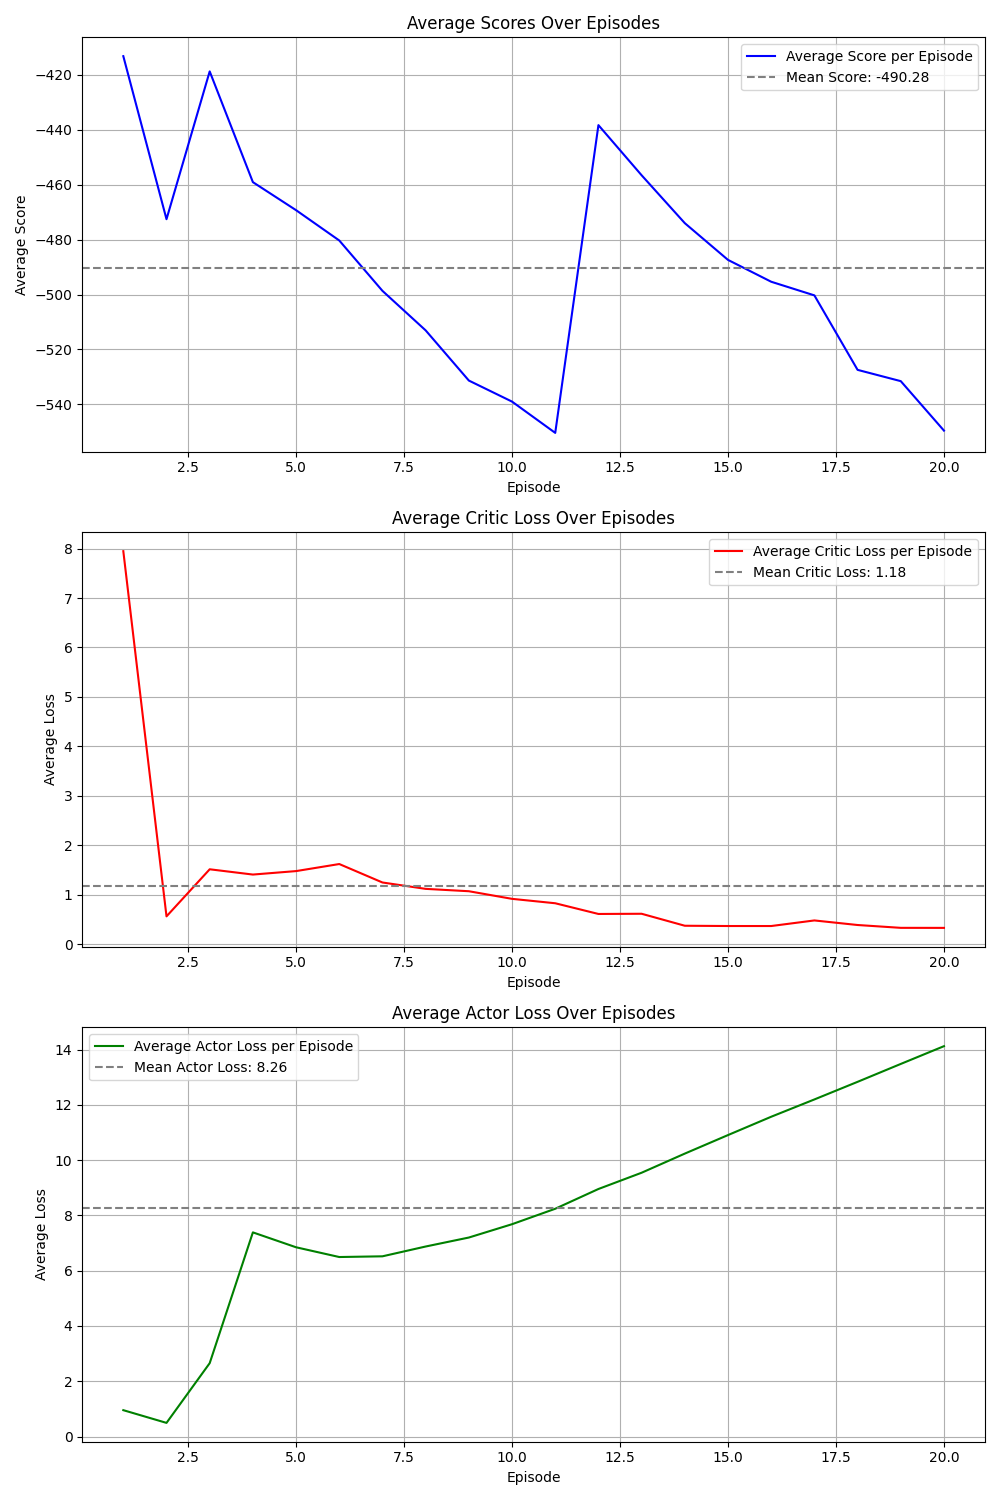 Average Scores Over Episodes
Average Score per Episode
Mean Score: -490.28
Average Score
−420
−440
−460
−480
−500
−520
−540
2.5 5.0 7.5 10.0 12.5 15.0 17.5 20.0
Episode
Average Critic Loss Over Episodes
Average Critic Loss per Episode
Mean Critic Loss: 1.18
Average Loss
8
7
6
5
4
3
2
1
0
2.5 5.0 7.5 10.0 12.5 15.0 17.5 20.0
Episode
Average Actor Loss Over Episodes
Average Actor Loss per Episode
Mean Actor Loss: 8.26
Average Loss
14
12
10
8
6
4
2
0
2.5 5.0 7.5 10.0 12.5 15.0 17.5 20.0
Episode